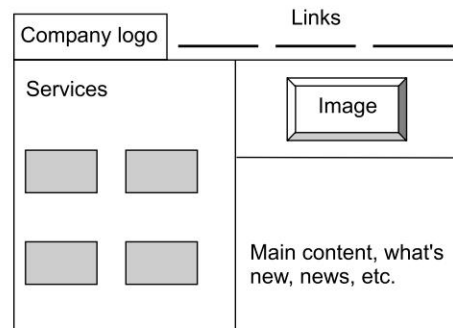 Links
Company logo
Services
Image
Main content, what's
new, news, etc.